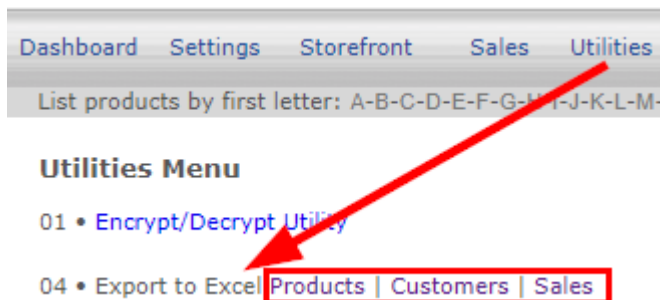 Dashboard Settings Storefront Sales Utilities
List products by first letter: A-B-C-D-E-F-G-H-I-J-K-L-M-
Utilities Menu
01 • Encrypt/Decrypt Utility
04 • Export to Excel Products | Customers | Sales